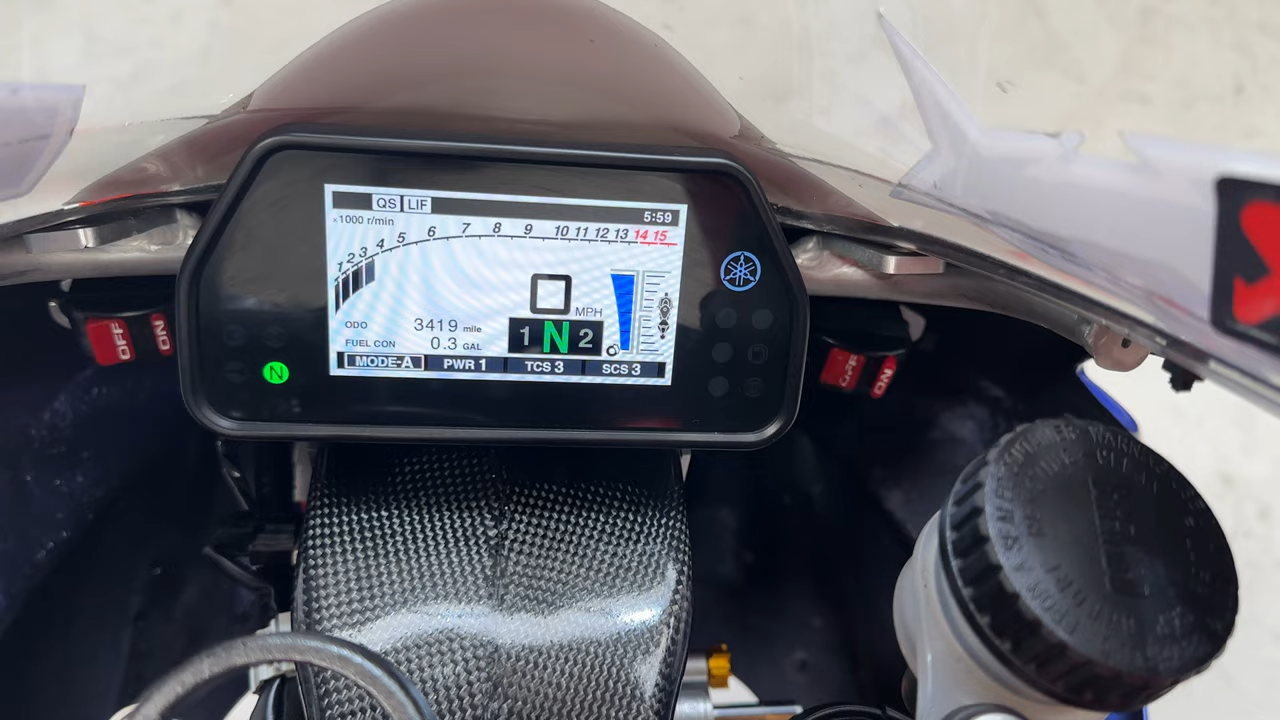 QS LIF
5:59
×1000 r/min
1 2 3 4 5 6 7 8 9 10 11 12 13 14 15
0 MPH
ODO 3419 mile
FUEL CON 0.3 GAL
1 N 2
MODE-A PWR 1 TCS 3 SCS 3
N
OFF ON
OFF ON